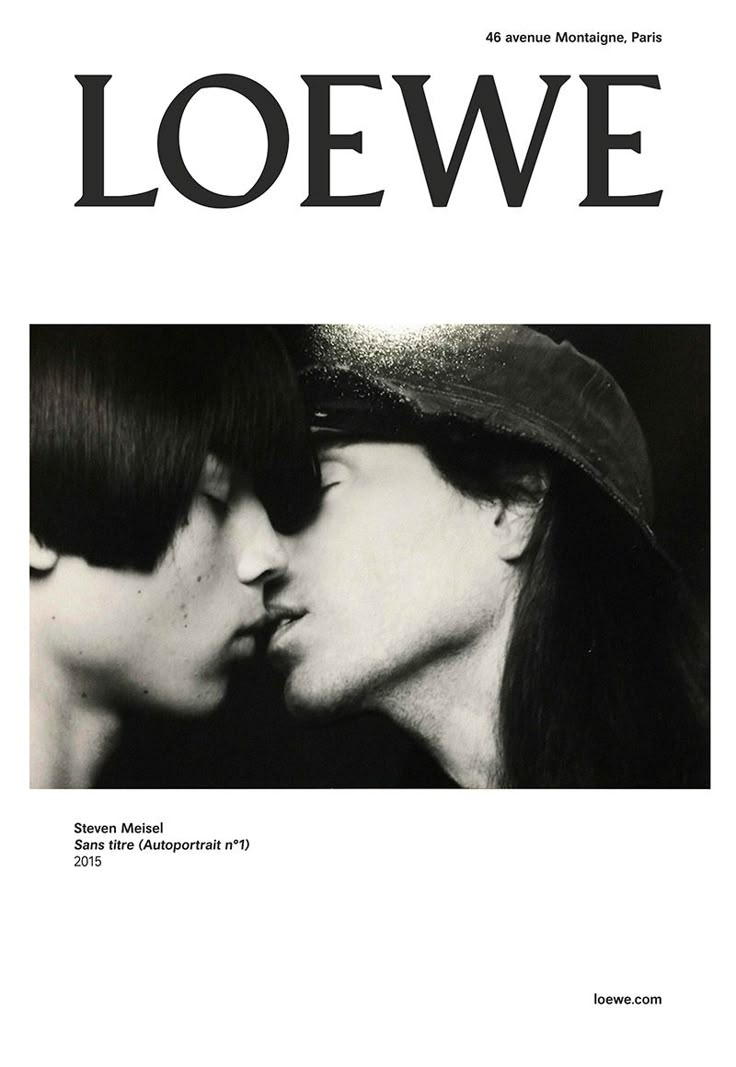 46 avenue Montaigne, Paris
LOEWE
Steven Meisel
Sans titre (Autoportrait n°1)
2015
loewe.com